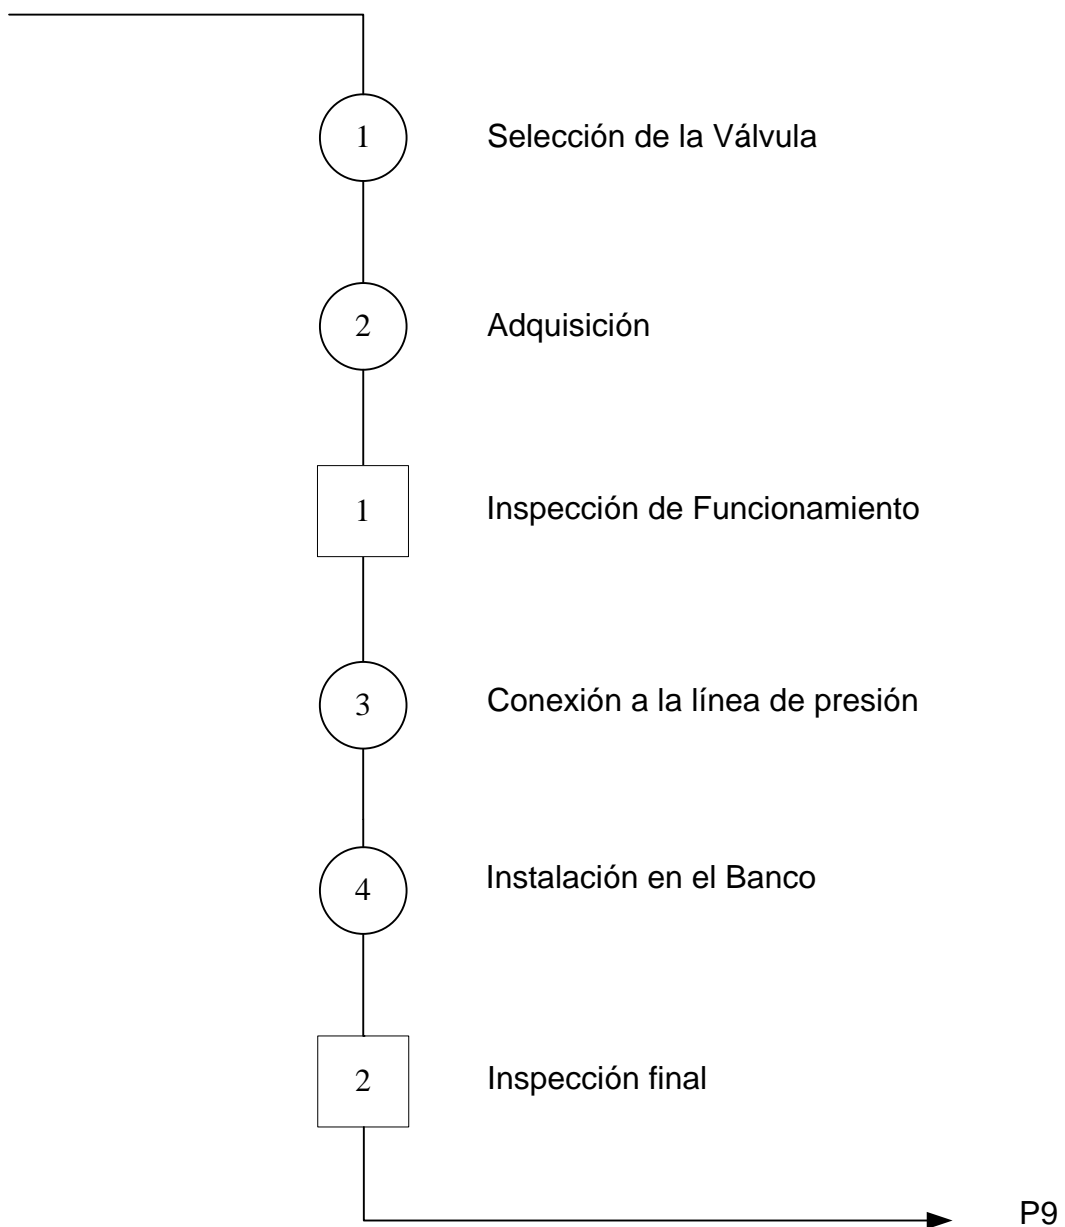 1 Selección de la Válvula
2 Adquisición
1 Inspección de Funcionamiento
3 Conexión a la línea de presión
4 Instalación en el Banco
2 Inspección final
P9